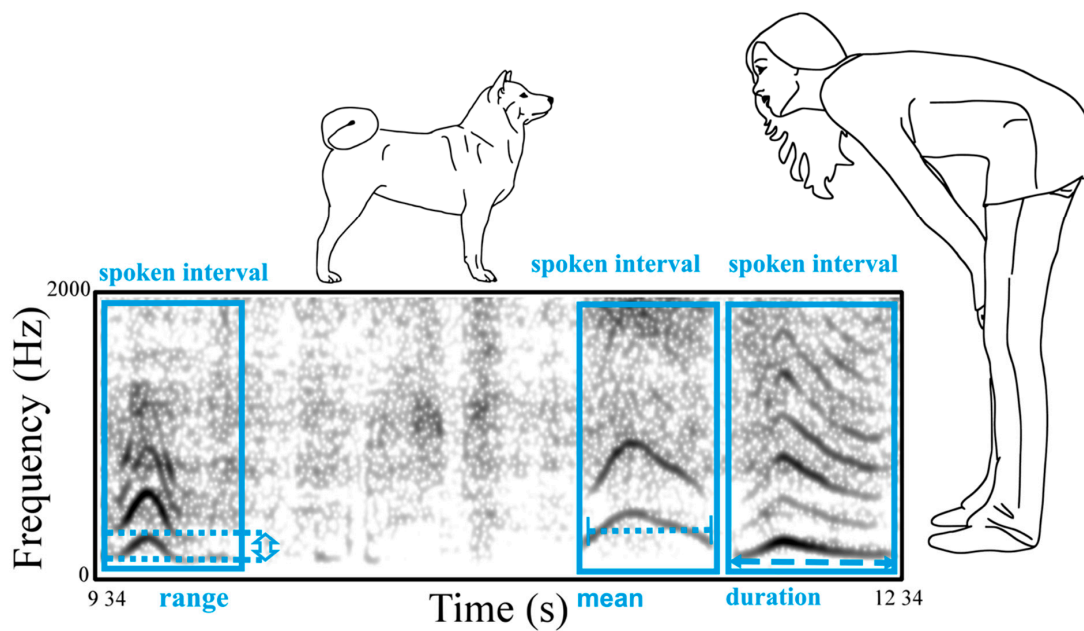 spoken interval
spoken interval
spoken interval
2000
Frequency (Hz)
0
9 34
range
Time (s)
mean
duration
12 34